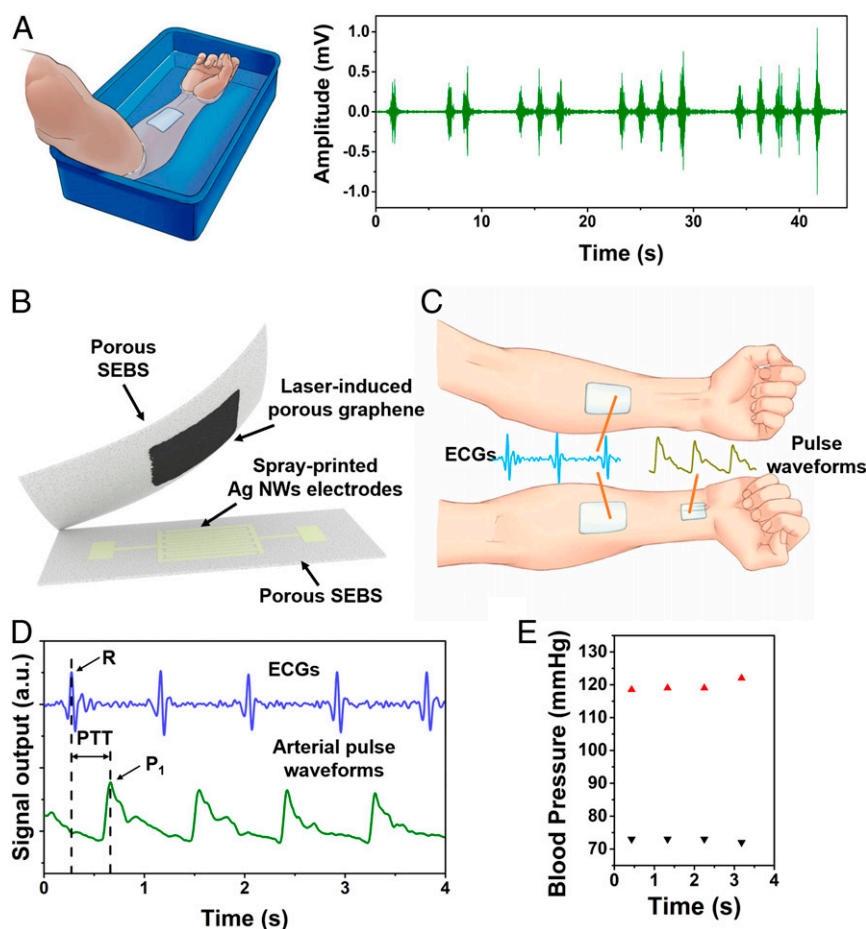 A
Amplitude (mV)
1.0
0.5
0.0
-0.5
-1.0
0
10
20
30
40
Time (s)
B
Porous
SEBS
Laser-induced
porous graphene
Spray-printed
Ag NWs electrodes
Porous SEBS
C
ECGs
Pulse
waveforms
D
Signal output (a.u.)
R
ECGs
PTT
P₁
Arterial pulse
waveforms
0
1
2
3
4
Time (s)
E
Blood Pressure (mmHg)
130
120
110
100
90
80
70
0
1
2
3
4
Time (s)